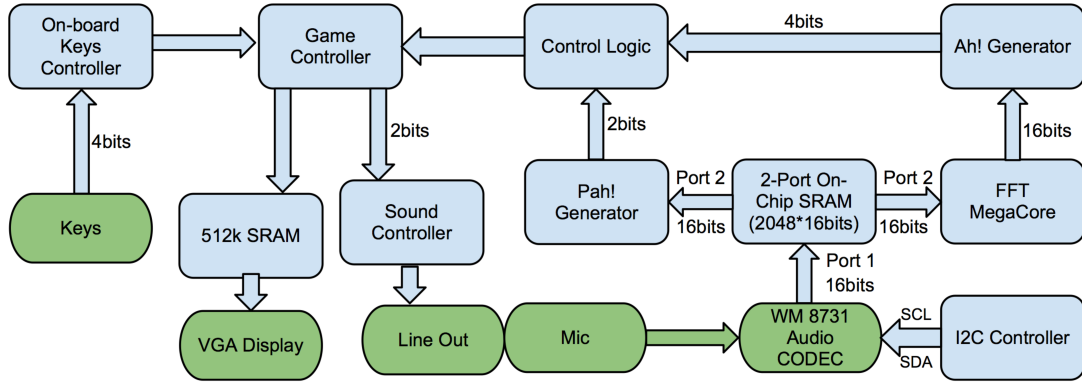 On-board
Keys
Controller
Game
Controller
Control Logic
4bits
Ah! Generator
4bits
2bits
2bits
16bits
Keys
512k SRAM
Sound
Controller
Pah!
Generator
Port 2
16bits
2-Port On-
Chip SRAM
(2048*16bits)
Port 2
16bits
FFT
MegaCore
Port 1
16bits
VGA Display
Line Out
Mic
WM 8731
Audio
CODEC
SCL
SDA
I2C Controller